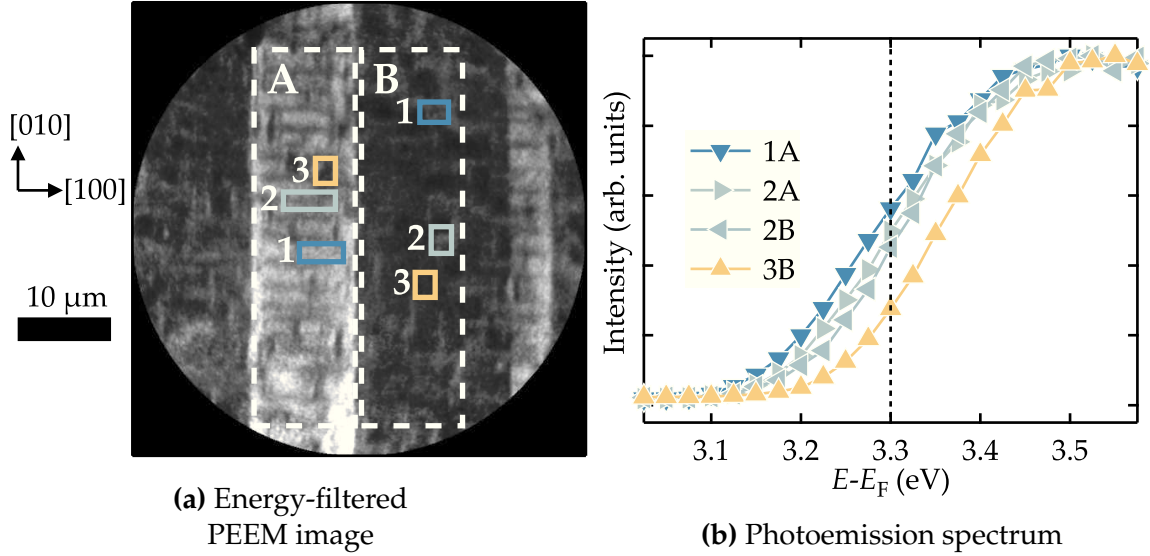 [010]
[100]
10 μm
A
B
1
3
2
1
2
3
(a) Energy-filtered
PEEM image
Intensity (arb. units)
1A
2A
2B
3B
3.1
3.2
3.3
3.4
3.5
E-EF (eV)
(b) Photoemission spectrum